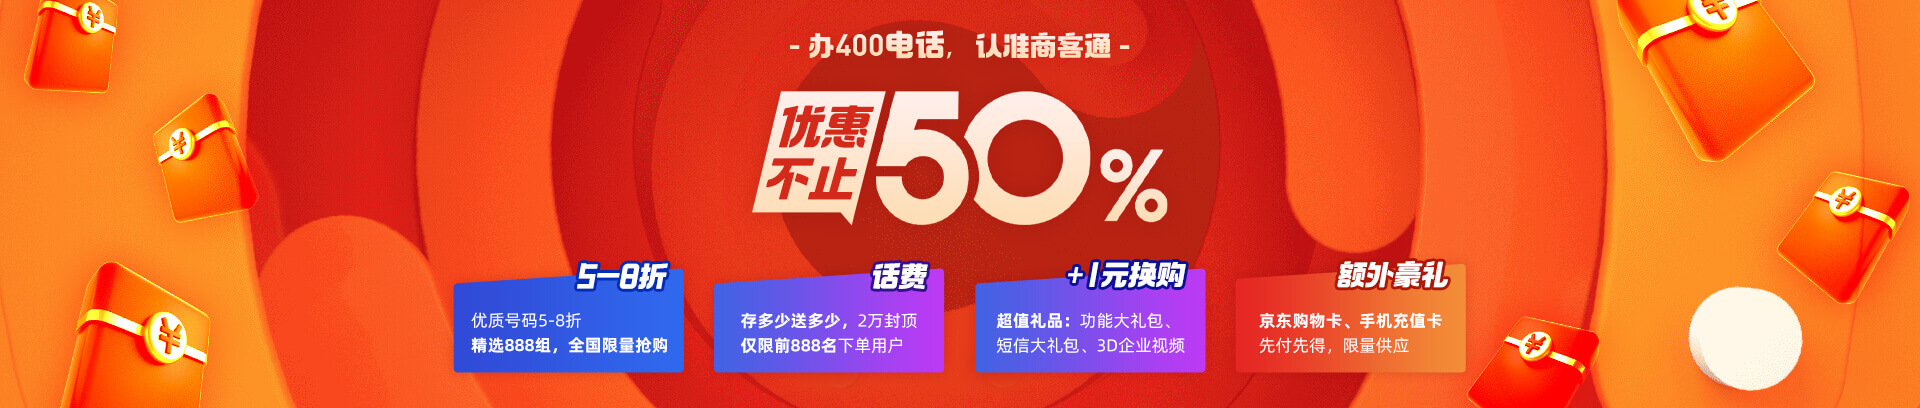 - 办400电话, 认准商客通 -
优惠
不止
50%
5-8折
优质号码5-8折
精选888组，全国限量抢购
话费
存多少送多少，2万封顶
仅限前888名下单用户
+1元换购
超值礼品：功能大礼包、
短信大礼包、3D企业视频
额外豪礼
京东购物卡、手机充值卡
先付先得，限量供应